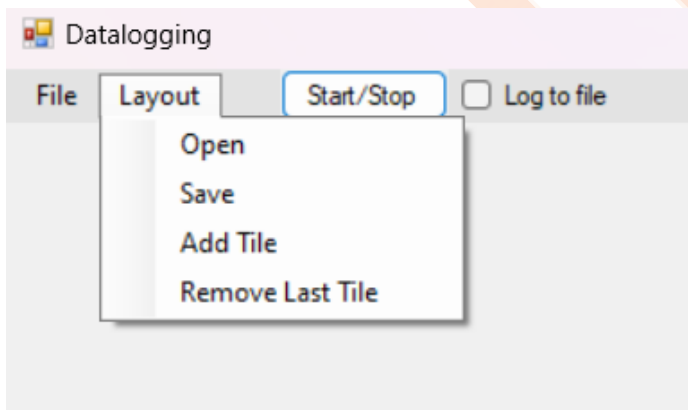 Datalogging
File Layout Start/Stop Log to file
Open
Save
Add Tile
Remove Last Tile